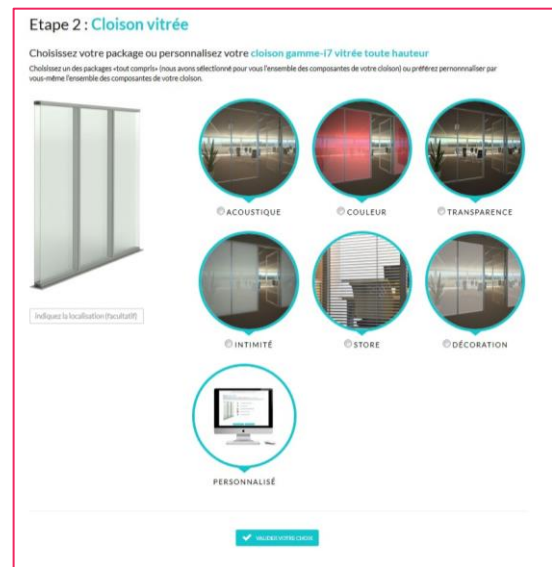 Etape 2 : Cloison vitrée
Choisissez votre package ou personnalisez votre cloison gamme-i7 vitrée toute hauteur
Choisissez un des packages «tout compris» (nous avons sélectionné pour vous l'ensemble des composantes de votre cloison) ou préférez personnnaliser par
vous-même l'ensemble des composantes de votre cloison.
ACOUSTIQUE
COULEUR
TRANSPARENCE
Indiquez la localisation (facultatif)
INTIMITÉ
STORE
DÉCORATION
PERSONNALISÉ
VALIDER VOTRE CHOIX